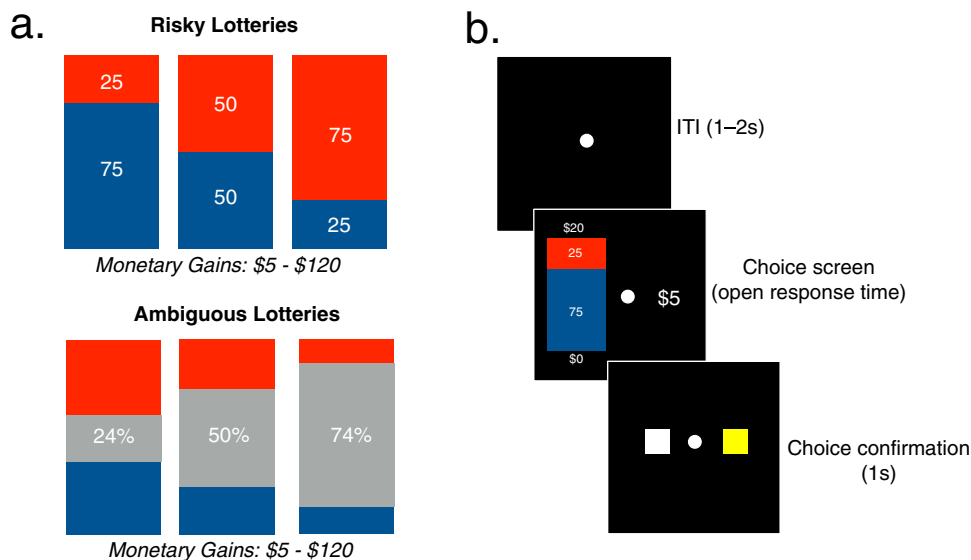 a.
Risky Lotteries
25
75
50
50
75
25
Monetary Gains: $5 - $120
Ambiguous Lotteries
24%
50%
74%
Monetary Gains: $5 - $120
b.
ITI (1–2s)
$20
25
75
$0
$5
Choice screen
(open response time)
Choice confirmation
(1s)